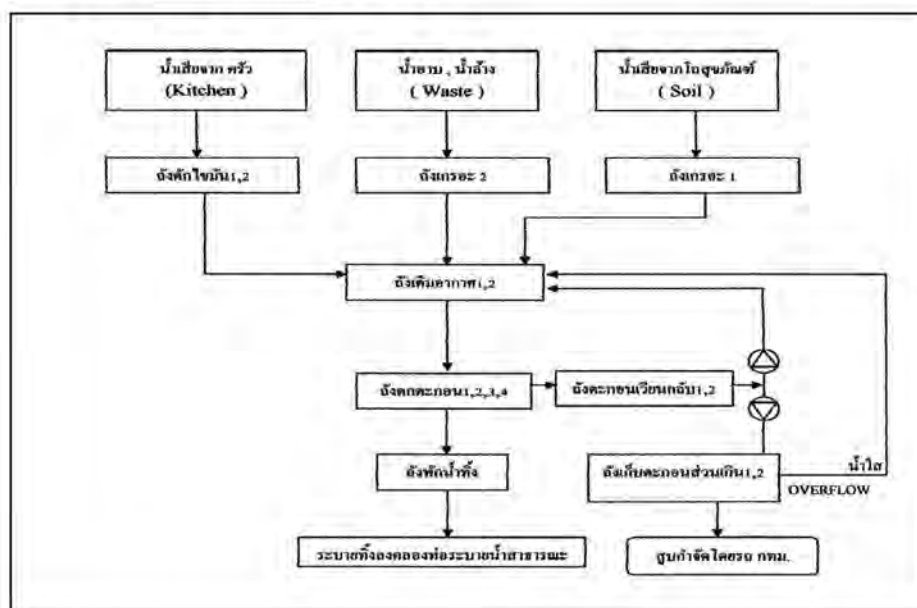 น้ำเสียจาก ครัว
(Kitchen)
น้ำอาบ , น้ำล้าง
( Waste )
น้ำเสียจากโถสุขภัณฑ์
( Soil )
ถังดักไขมัน1,2
ถังเกรอะ 2
ถังเกรอะ 1
ถังเติมอากาศ1,2
ถังตกตะกอน1,2,3,4
ถังตะกอนเวียนกลับ1,2
ถังพักน้ำทิ้ง
ถังเก็บตะกอนส่วนเกิน1,2
น้ำใส
OVERFLOW
ระบายทิ้งลงคลองท่อระบายน้ำสาธารณะ
สูบกำจัดโดยรถ กทม.